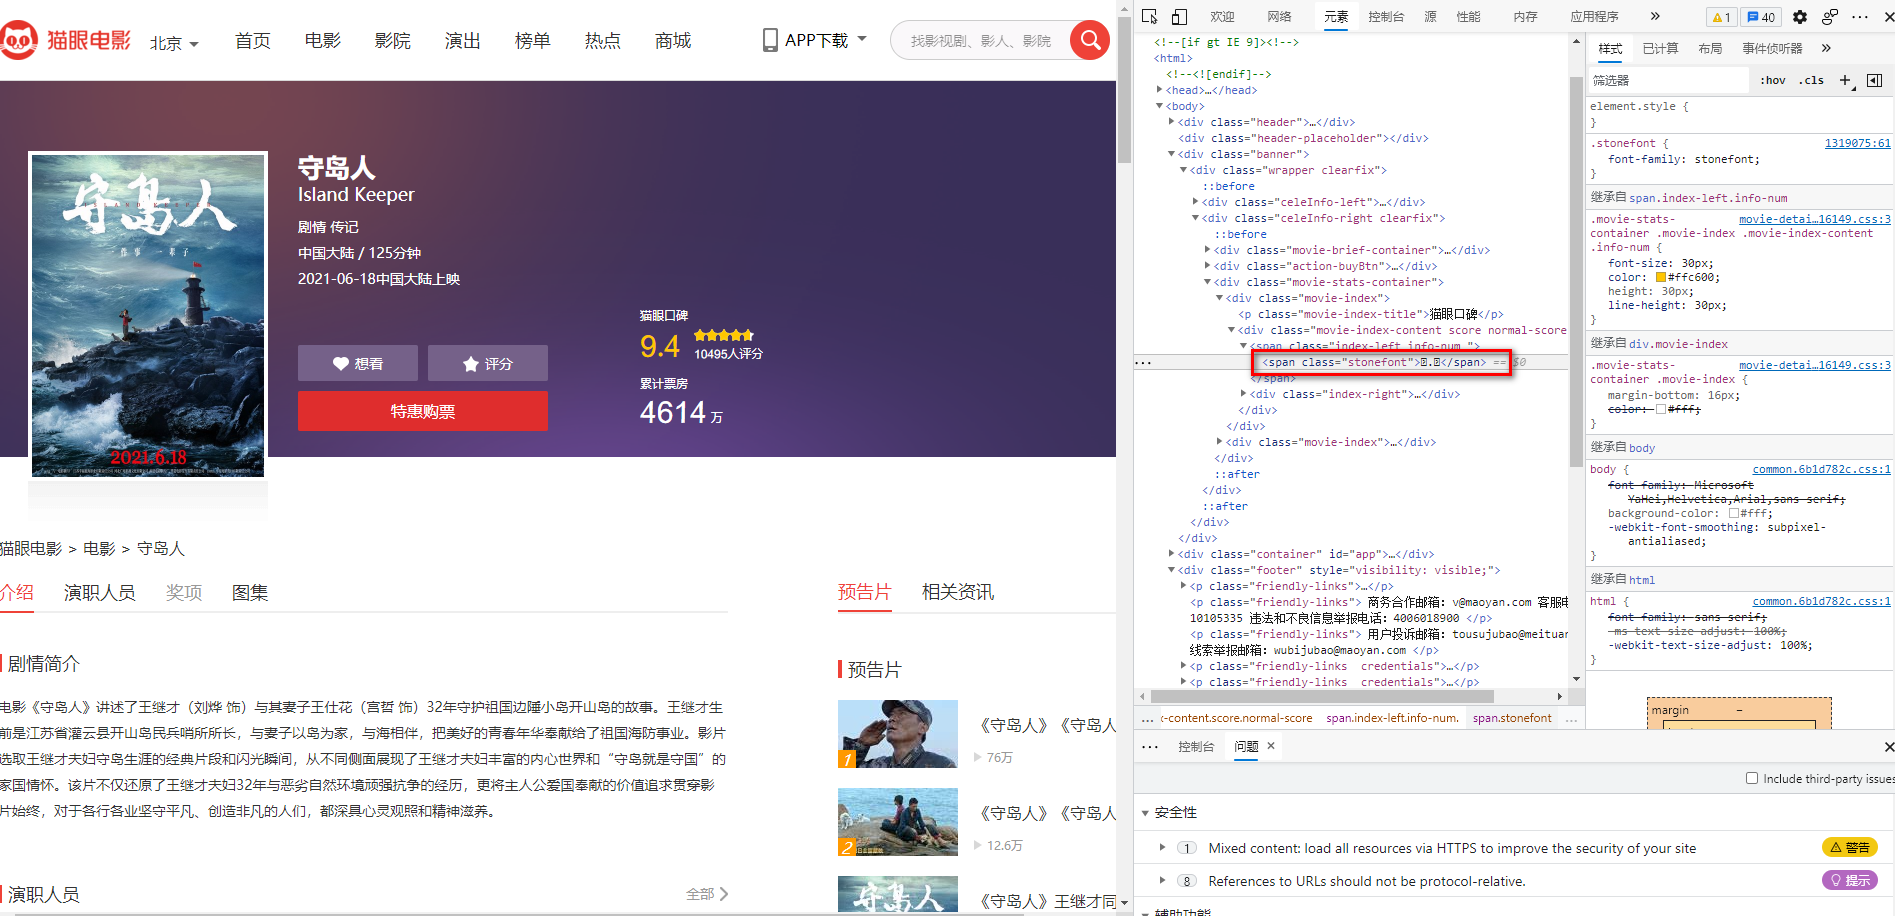 猫眼电影
北京
首页
电影
影院
演出
榜单
热点
商城
APP下载
找影视剧、影人、影院
守岛人
ISLAND KEEPER
一件事 一辈子
2021.6.18
守岛人
Island Keeper
剧情 传记
中国大陆 / 125分钟
2021-06-18中国大陆上映
想看
评分
特惠购票
猫眼口碑
9.4
10495人评分
累计票房
4614 万
猫眼电影 > 电影 > 守岛人
介绍
演职人员
奖项
图集
剧情简介
电影《守岛人》讲述了王继才（刘烨 饰）与其妻子王仕花（宫哲 饰）32年守护祖国边陲小岛开山岛的故事。王继才生
前是江苏省灌云县开山岛民兵哨所所长，与妻子以岛为家，与海相伴，把美好的青春年华奉献给了祖国海防事业。影片
选取王继才夫妇守岛生涯的经典片段和闪光瞬间，从不同侧面展现了王继才夫妇丰富的内心世界和“守岛就是守国”的
家国情怀。该片不仅还原了王继才夫妇32年与恶劣自然环境顽强抗争的经历，更将主人公爱国奉献的价值追求贯穿影
片始终，对于各行各业坚守平凡、创造非凡的人们，都深具心灵观照和精神滋养。
演职人员
全部
预告片
相关资讯
预告片
1
《守岛人》《守岛人
76万
2
《守岛人》《守岛人
12.6万
守岛人
《守岛人》王继才同
欢迎
网络
元素
控制台
源
性能
内存
应用程序
1
40
<!--[if gt IE 9]><!-->
<html>
<!--<![endif]-->
<head>…</head>
<body>
<div class="header">…</div>
<div class="header-placeholder"></div>
<div class="banner">
<div class="wrapper clearfix">
::before
<div class="celeInfo-left">…</div>
<div class="celeInfo-right clearfix">
::before
<div class="movie-brief-container">…</div>
<div class="action-buyBtn">…</div>
<div class="movie-stats-container">
<div class="movie-index">
<p class="movie-index-title">猫眼口碑</p>
<div class="movie-index-content score normal-score
<span class="index-left info-num ">
<span class="stonefont">.</span> == $0
</span>
<div class="index-right">…</div>
</div>
</div>
<div class="movie-index">…</div>
</div>
::after
</div>
::after
</div>
</div>
<div class="container" id="app">…</div>
<div class="footer" style="visibility: visible;">
<p class="friendly-links">…</p>
<p class="friendly-links"> 商务合作邮箱：v@maoyan.com 客服电
10105335 违法和不良信息举报电话：4006018900 </p>
<p class="friendly-links"> 用户投诉邮箱：tousujubao@meituan
线索举报邮箱：wubijubao@maoyan.com </p>
<p class="friendly-links  credentials">…</p>
<p class="friendly-links  credentials">…</p>
… x-content.score.normal-score span.index-left.info-num. span.stonefont …
样式
已计算
布局
事件侦听器
筛选器
:hov
.cls
element.style {
}
.stonefont {
1319075:61
font-family: stonefont;
}
继承自 span.index-left.info-num
.movie-stats-
movie-detai…16149.css:3
container .movie-index .movie-index-content
.info-num {
font-size: 30px;
color: #ffc600;
height: 30px;
line-height: 30px;
}
继承自 div.movie-index
.movie-stats-
movie-detai…16149.css:3
container .movie-index {
margin-bottom: 16px;
color: #fff;
}
继承自 body
body {
common.6b1d782c.css:1
font-family: Microsoft
YaHei,Helvetica,Arial,sans-serif;
background-color: #fff;
-webkit-font-smoothing: subpixel-
antialiased;
}
继承自 html
html {
common.6b1d782c.css:1
font-family: sans-serif;
-ms-text-size-adjust: 100%;
-webkit-text-size-adjust: 100%;
}
margin
–
控制台
问题
Include third-party issues
安全性
1 Mixed content: load all resources via HTTPS to improve the security of your site
警告
8 References to URLs should not be protocol-relative.
提示
辅助功能